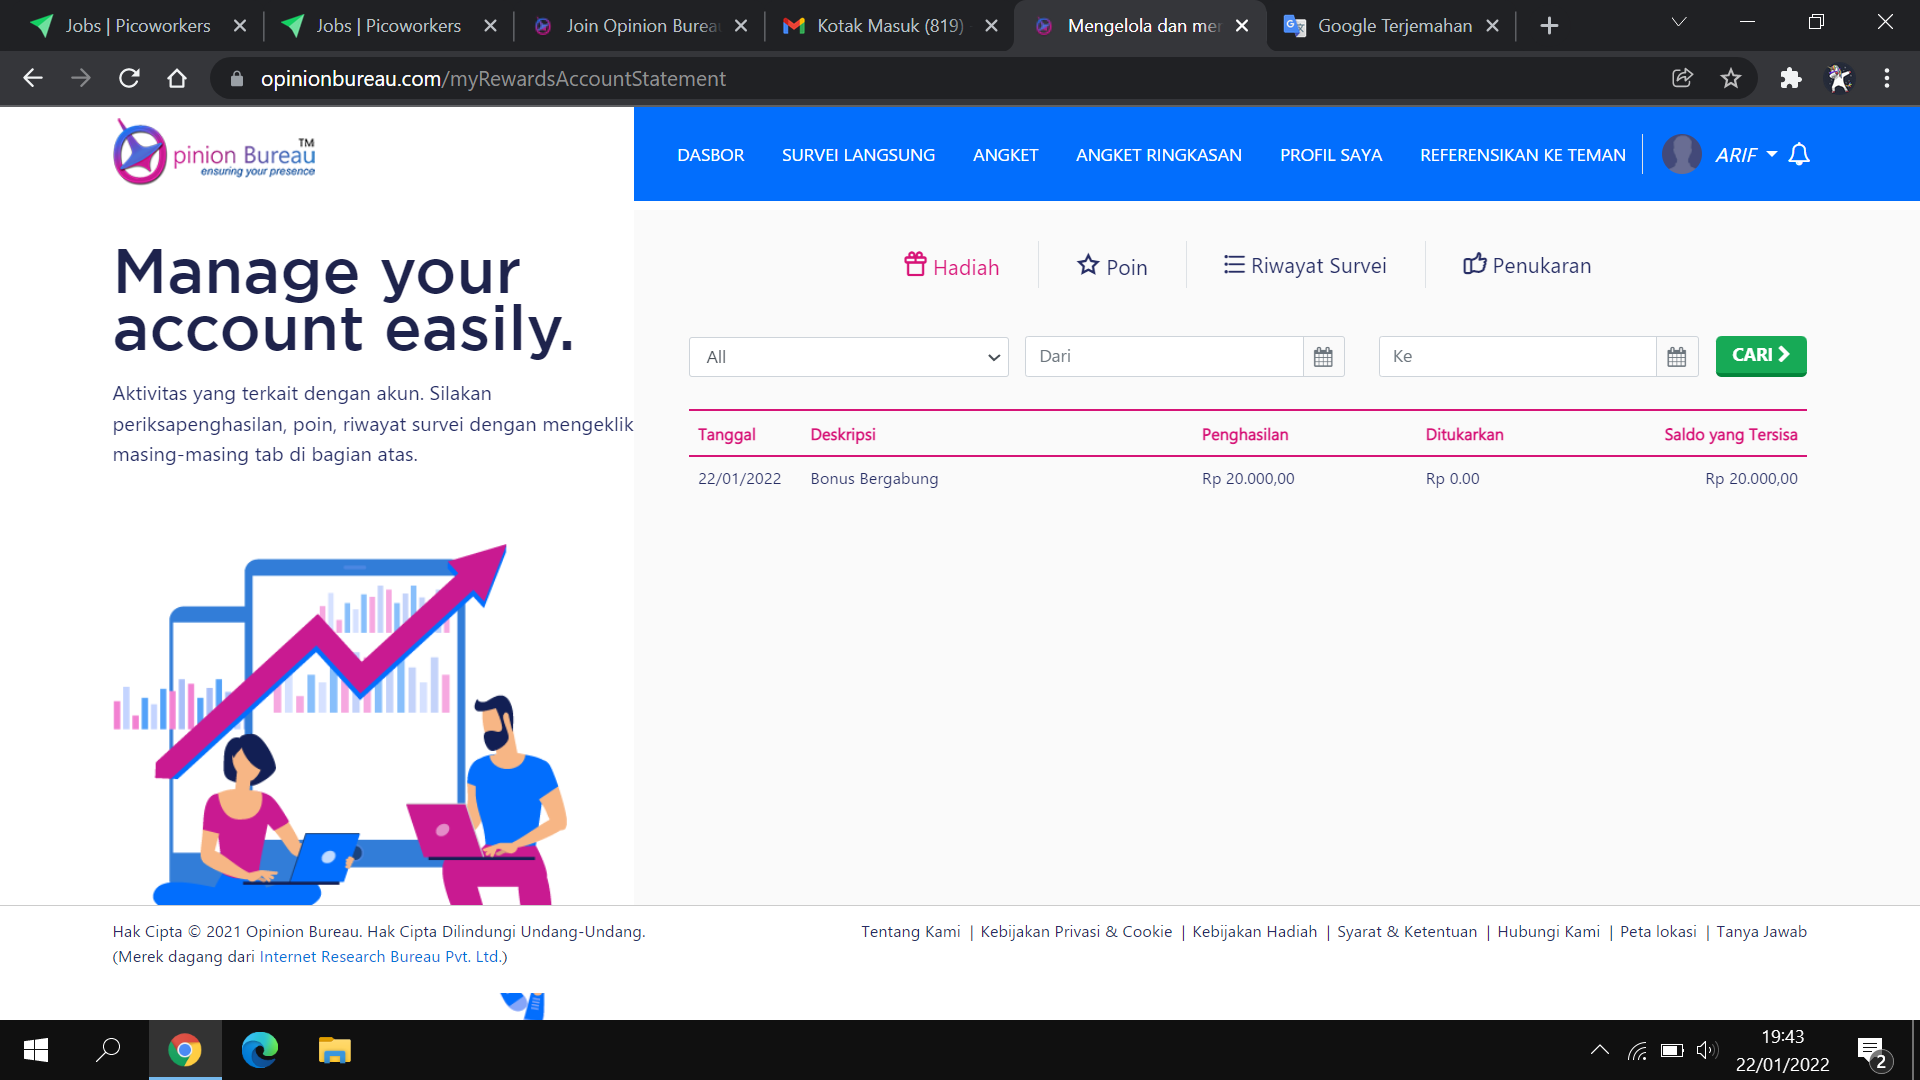 Jobs | Picoworkers
Jobs | Picoworkers
Join Opinion Burea
Kotak Masuk (819)
Mengelola dan mer
Google Terjemahan
opinionbureau.com/myRewardsAccountStatement
pinion Bureau TM
ensuring your presence
DASBOR SURVEI LANGSUNG ANGKET ANGKET RINGKASAN PROFIL SAYA REFERENSIKAN KE TEMAN ARIF
Manage your
account easily.
Aktivitas yang terkait dengan akun. Silakan
periksapenghasilan, poin, riwayat survei dengan mengeklik
masing-masing tab di bagian atas.
Hadiah Poin Riwayat Survei Penukaran
All Dari Ke CARI
Tanggal Deskripsi Penghasilan Ditukarkan Saldo yang Tersisa
22/01/2022 Bonus Bergabung Rp 20.000,00 Rp 0.00 Rp 20.000,00
Hak Cipta © 2021 Opinion Bureau. Hak Cipta Dilindungi Undang-Undang.
(Merek dagang dari Internet Research Bureau Pvt. Ltd.)
Tentang Kami | Kebijakan Privasi & Cookie | Kebijakan Hadiah | Syarat & Ketentuan | Hubungi Kami | Peta lokasi | Tanya Jawab
19:43
22/01/2022
2